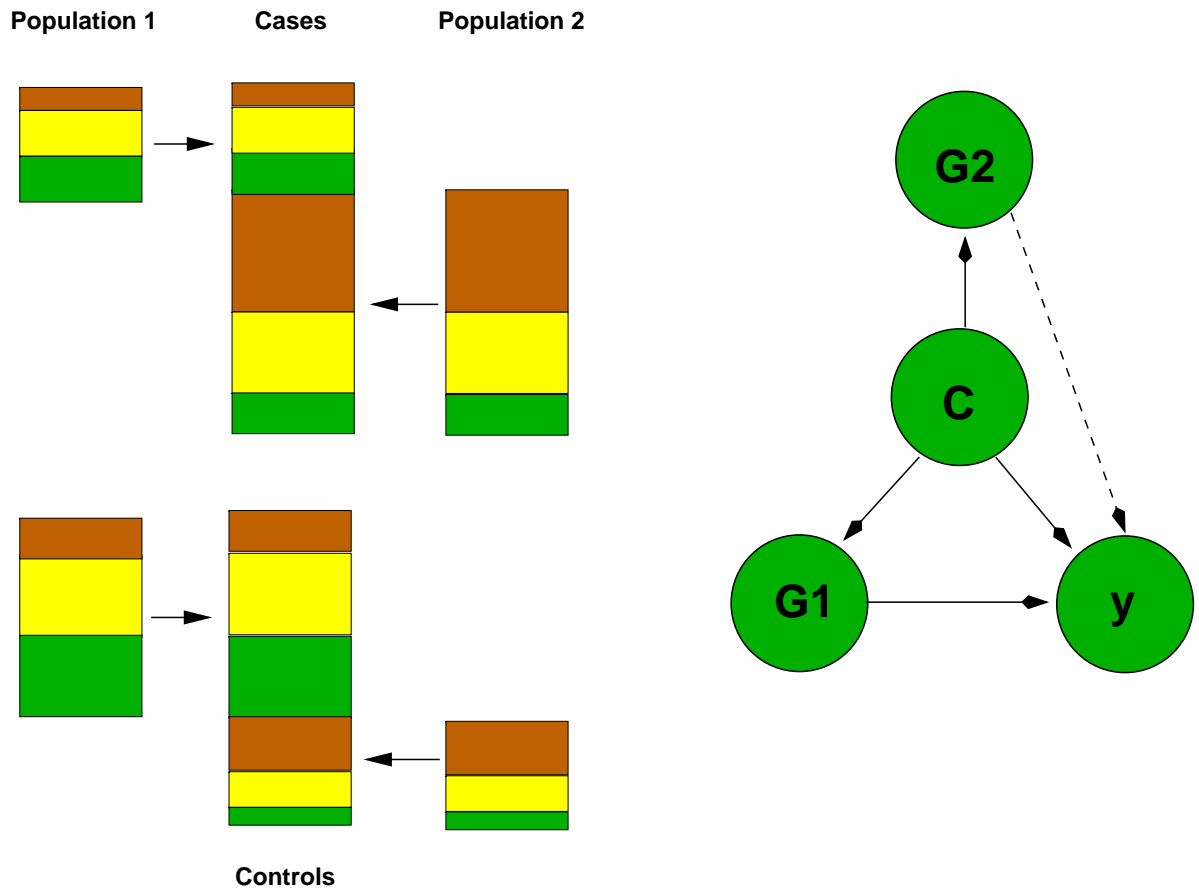 Population 1
Cases
Population 2
G2
C
G1
y
Controls